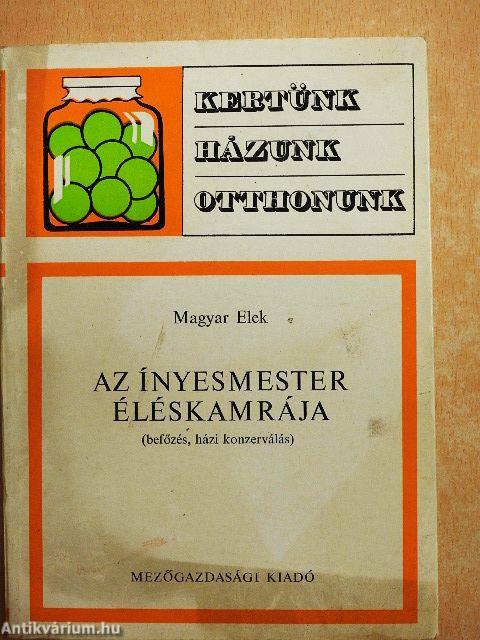 KERTÜNK
HÁZUNK
OTTHONUNK
Magyar Elek
AZ ÍNYESMESTER
ÉLÉSKAMRÁJA
(befőzés, házi konzerválás)
MEZŐGAZDASÁGI KIADÓ
Antikvárium.hu